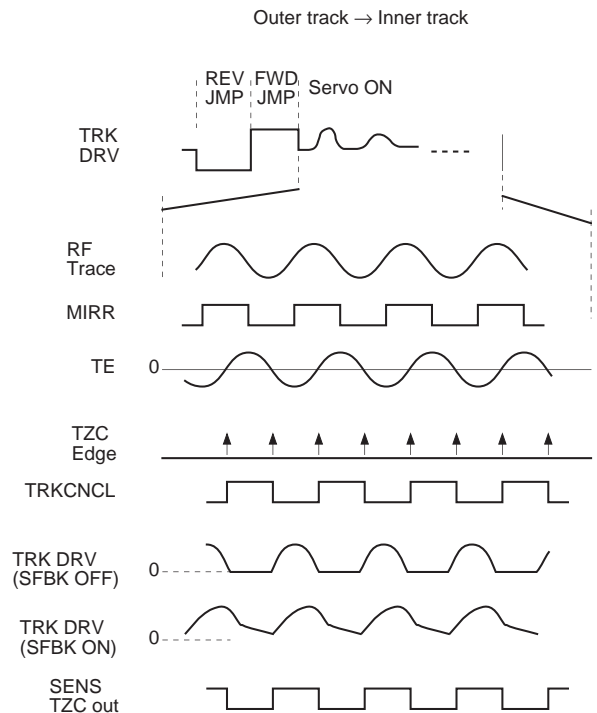 Outer track → Inner track
REV FWD Servo ON
JMP JMP
TRK
DRV
RF
Trace
MIRR
TE 0
TZC
Edge
TRKCNCL
TRK DRV
(SFBK OFF) 0
TRK DRV
(SFBK ON) 0
SENS
TZC out